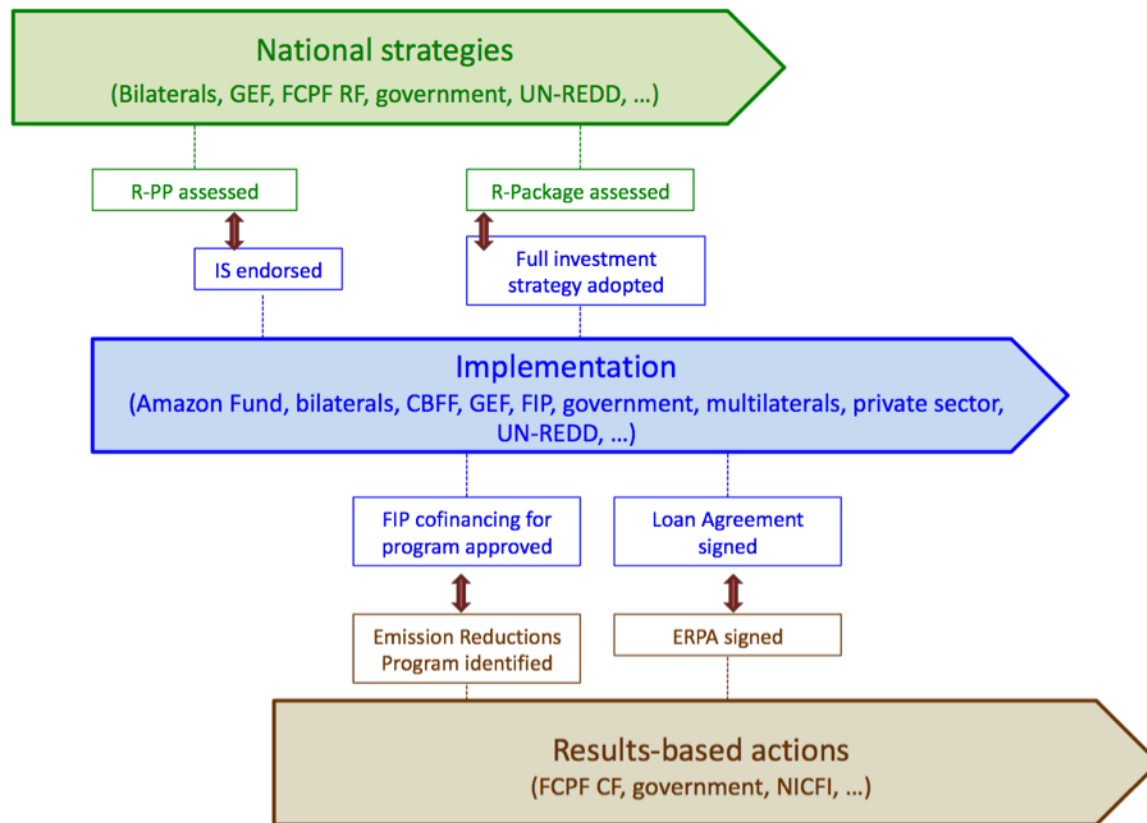 National strategies
(Bilaterals, GEF, FCPF RF, government, UN-REDD, ...)
R-PP assessed
R-Package assessed
IS endorsed
Full investment
strategy adopted
Implementation
(Amazon Fund, bilaterals, CBFF, GEF, FIP, government, multilaterals, private sector,
UN-REDD, ...)
FIP cofinancing for
program approved
Loan Agreement
signed
Emission Reductions
Program identified
ERPA signed
Results-based actions
(FCPF CF, government, NICFI, ...)